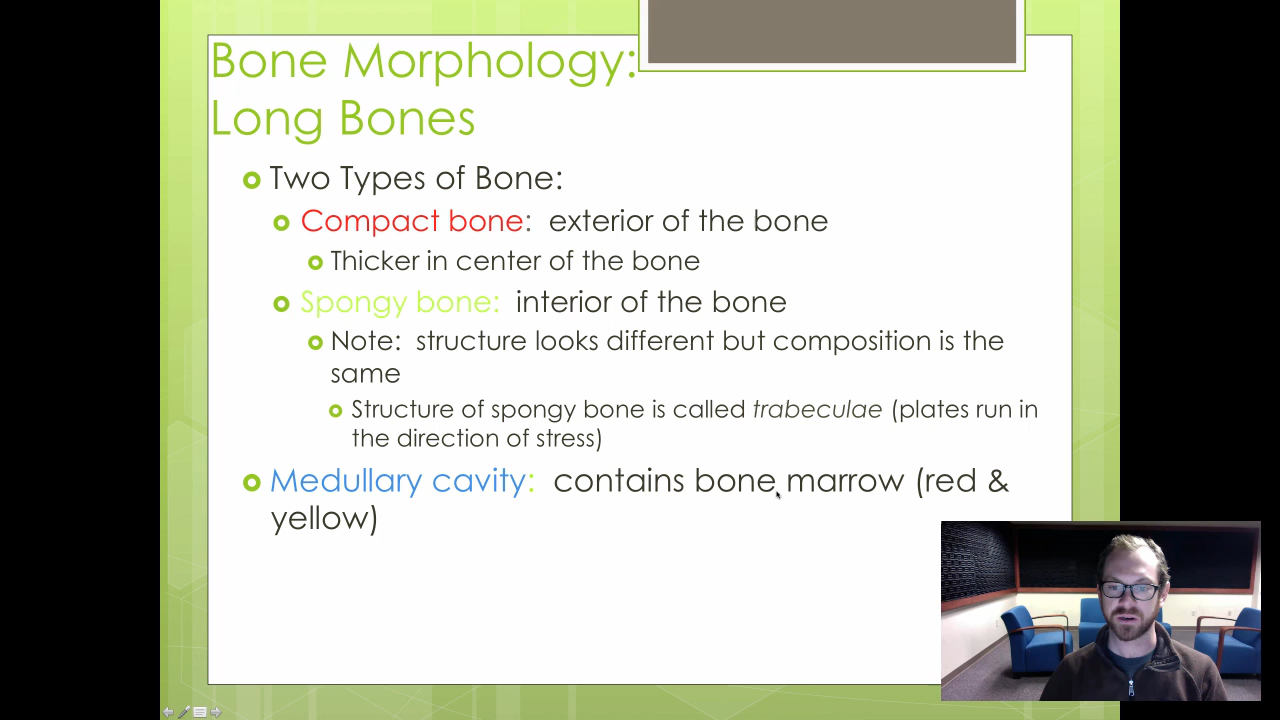 Bone Morphology:
Long Bones
Two Types of Bone:
Compact bone: exterior of the bone
Thicker in center of the bone
Spongy bone: interior of the bone
Note: structure looks different but composition is the
same
Structure of spongy bone is called trabeculae (plates run in
the direction of stress)
Medullary cavity: contains bone marrow (red &
yellow)